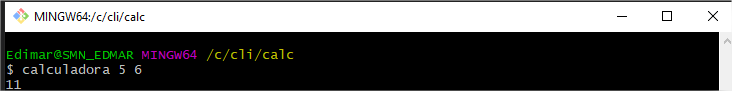 MINGW64:/c/cli/calc
Edimar@SMN_EDMAR MINGW64 /c/cli/calc
$ calculadora 5 6
11